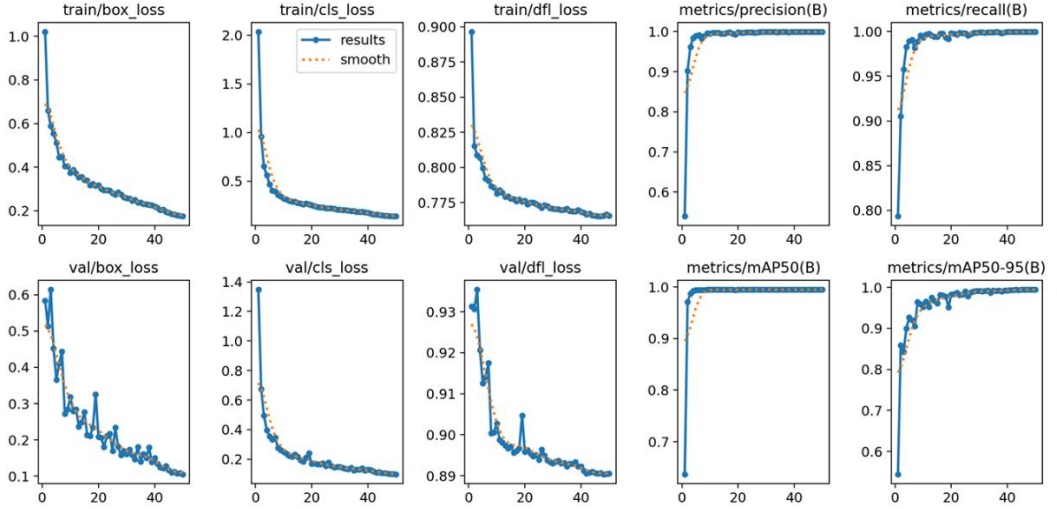 train/box_loss
train/cls_loss
train/dfl_loss
metrics/precision(B)
metrics/recall(B)
1.0
0.8
0.6
0.4
0.2
0 20 40
2.0
1.5
1.0
0.5
0 20 40
results
smooth
0.900
0.875
0.850
0.825
0.800
0.775
0 20 40
1.0
0.9
0.8
0.7
0.6
0 20 40
1.00
0.95
0.90
0.85
0.80
0 20 40
val/box_loss
val/cls_loss
val/dfl_loss
metrics/mAP50(B)
metrics/mAP50-95(B)
0.6
0.5
0.4
0.3
0.2
0.1
0 20 40
1.4
1.2
1.0
0.8
0.6
0.4
0.2
0 20 40
0.93
0.92
0.91
0.90
0.89
0 20 40
1.0
0.9
0.8
0.7
0 20 40
1.0
0.9
0.8
0.7
0.6
0 20 40